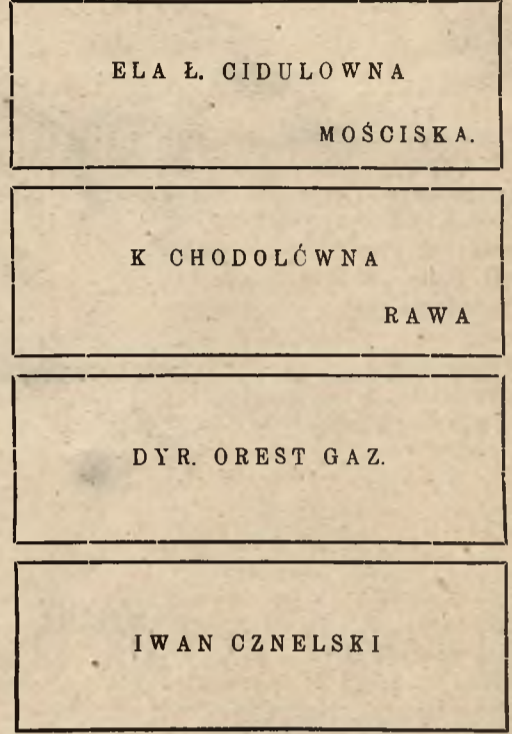 ELA Ł. CIDULOWNA
MOŚCISKA.
K CHODOLĆWNA
RAWA
DYR. OREST GAZ.
IWAN CZNELSKI